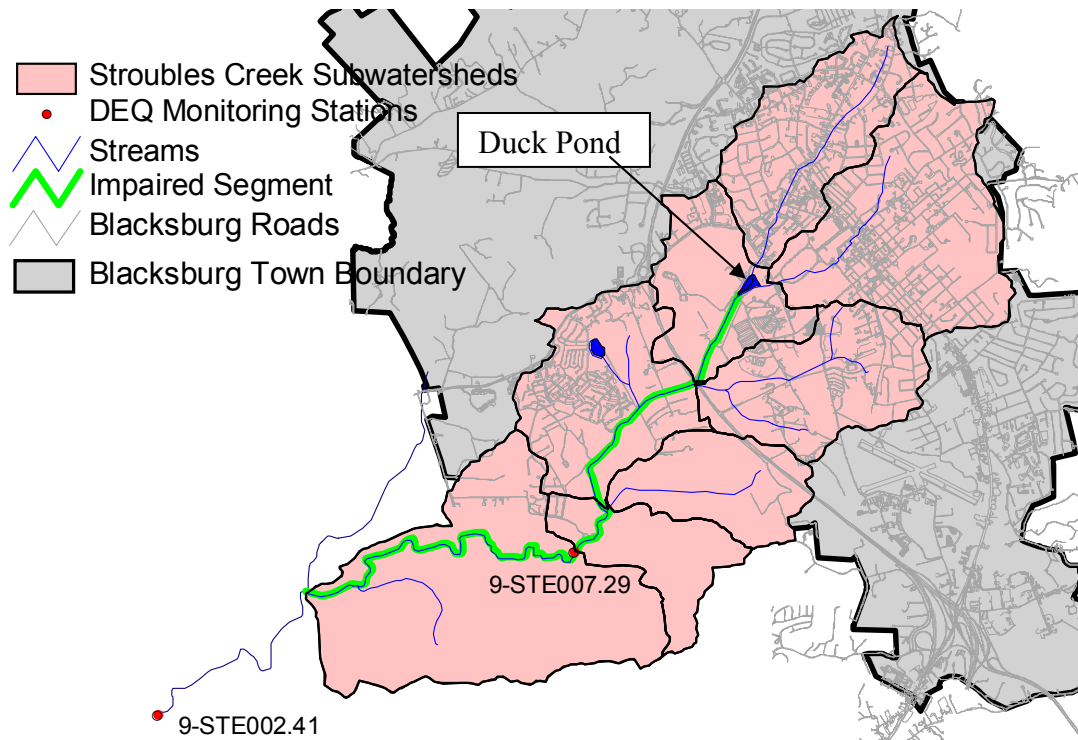 Stroubles Creek Subwatersheds
DEQ Monitoring Stations
Streams
Impaired Segment
Blacksburg Roads
Blacksburg Town Boundary
Duck Pond
9-STE007.29
9-STE002.41